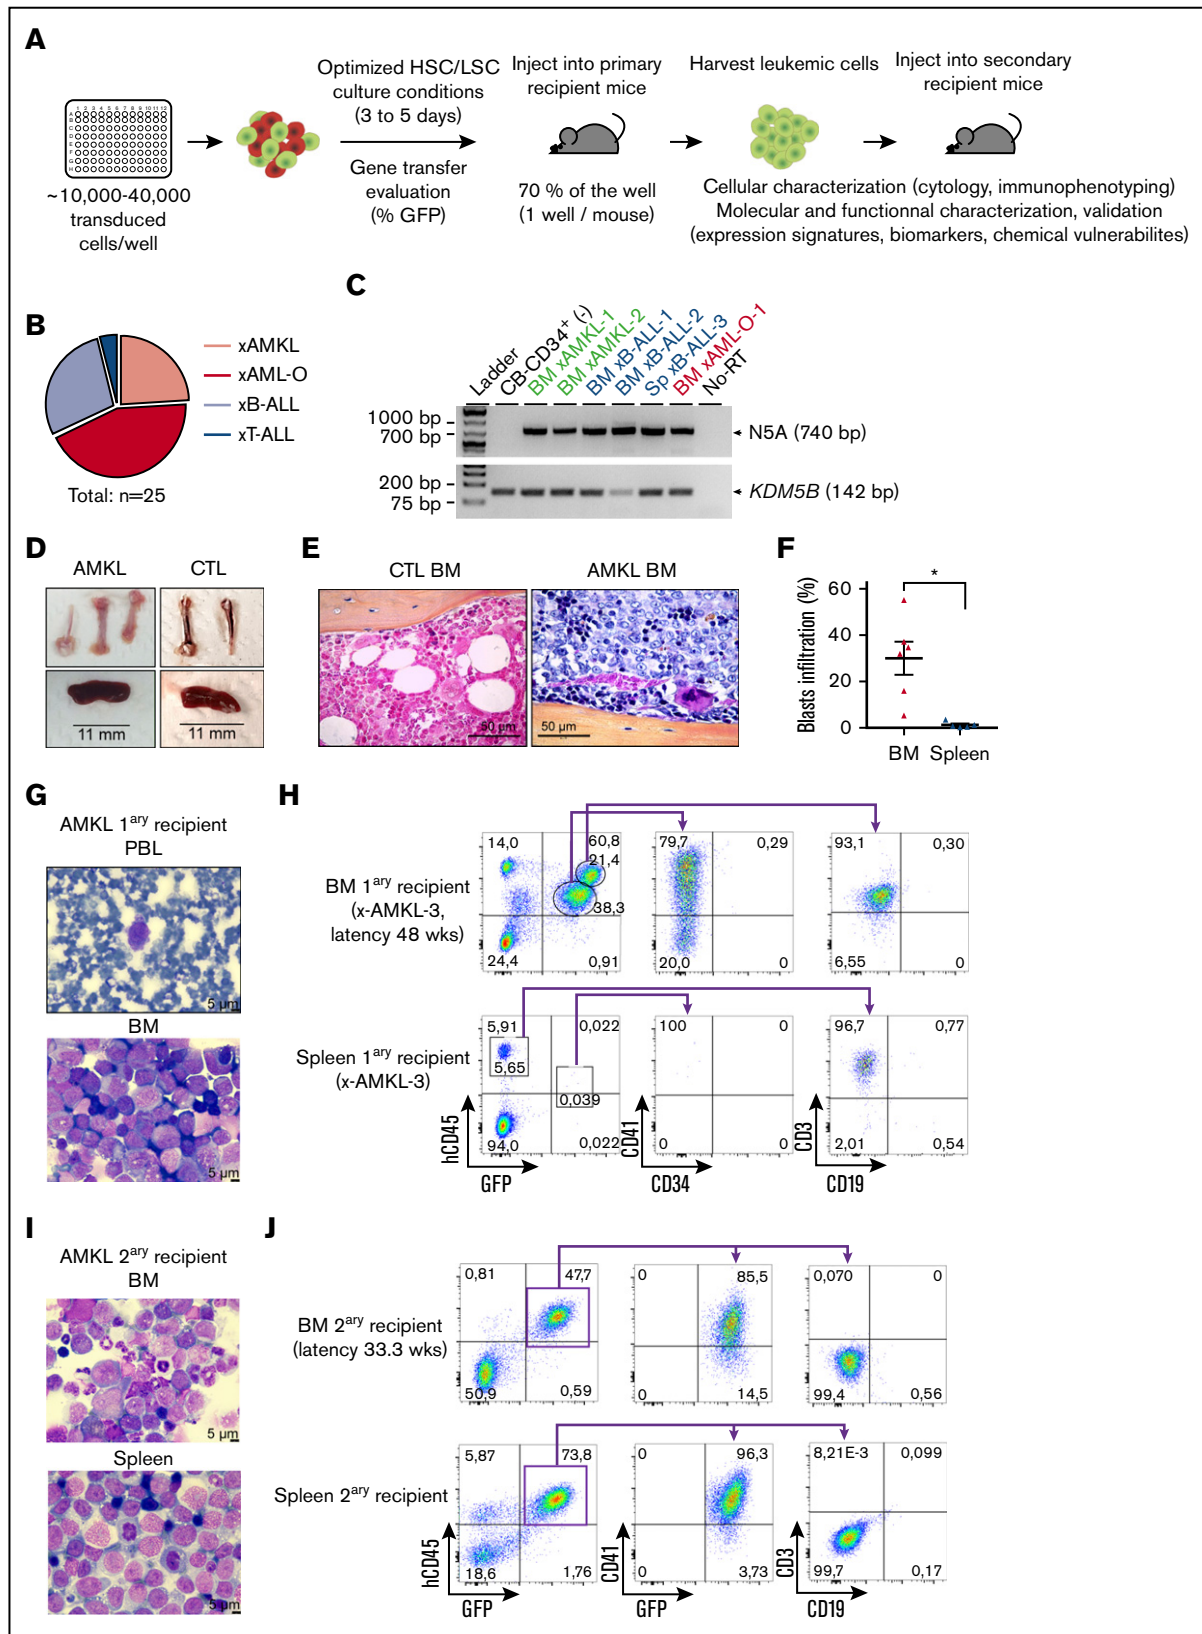 A
Optimized HSC/LSC
culture conditions
(3 to 5 days)
Inject into primary
recipient mice
Harvest leukemic cells
Inject into secondary
recipient mice
~10,000-40,000
transduced
cells/well
Gene transfer
evaluation
(% GFP)
70 % of the well
(1 well / mouse)
Cellular characterization (cytology, immunophenotyping)
Molecular and functionnal characterization, validation
(expression signatures, biomarkers, chemical vulnerabilites)
B
xAMKL
xAML-O
xB-ALL
xT-ALL
Total: n=25
C
Ladder
CB-CD34+ (-)
BM xAMKL-1
BM xAMKL-2
BM xB-ALL-1
BM xB-ALL-2
Sp xB-ALL-3
BM xAML-O-1
No-RT
1000 bp
700 bp
N5A (740 bp)
200 bp
75 bp
KDM5B (142 bp)
D
AMKL
CTL
11 mm
11 mm
E
CTL BM
AMKL BM
50 µm
50 µm
F
Blasts infiltration (%)
60
40
20
0
*
BM
Spleen
G
AMKL 1ary recipient
PBL
5 µm
BM
5 µm
H
BM 1ary recipient
(x-AMKL-3,
latency 48 wks)
14,0
60,8
21,4
38,3
24,4
0,91
79,7
0,29
20,0
0
93,1
0,30
6,55
0
Spleen 1ary recipient
(x-AMKL-3)
5,91
0,022
5,65
0,039
94,0
0,022
100
0
0
0
96,7
0,77
2,01
0,54
hCD45
GFP
CD41
CD34
CD3
CD19
I
AMKL 2ary recipient
BM
5 µm
Spleen
5 µm
J
BM 2ary recipient
(latency 33.3 wks)
0,81
47,7
50,9
0,59
0
85,5
0
14,5
0,070
0
99,4
0,56
Spleen 2ary recipient
5,87
73,8
18,6
1,76
0
96,3
0
3,73
8,21E-3
0,099
99,7
0,17
hCD45
GFP
CD41
GFP
CD3
CD19